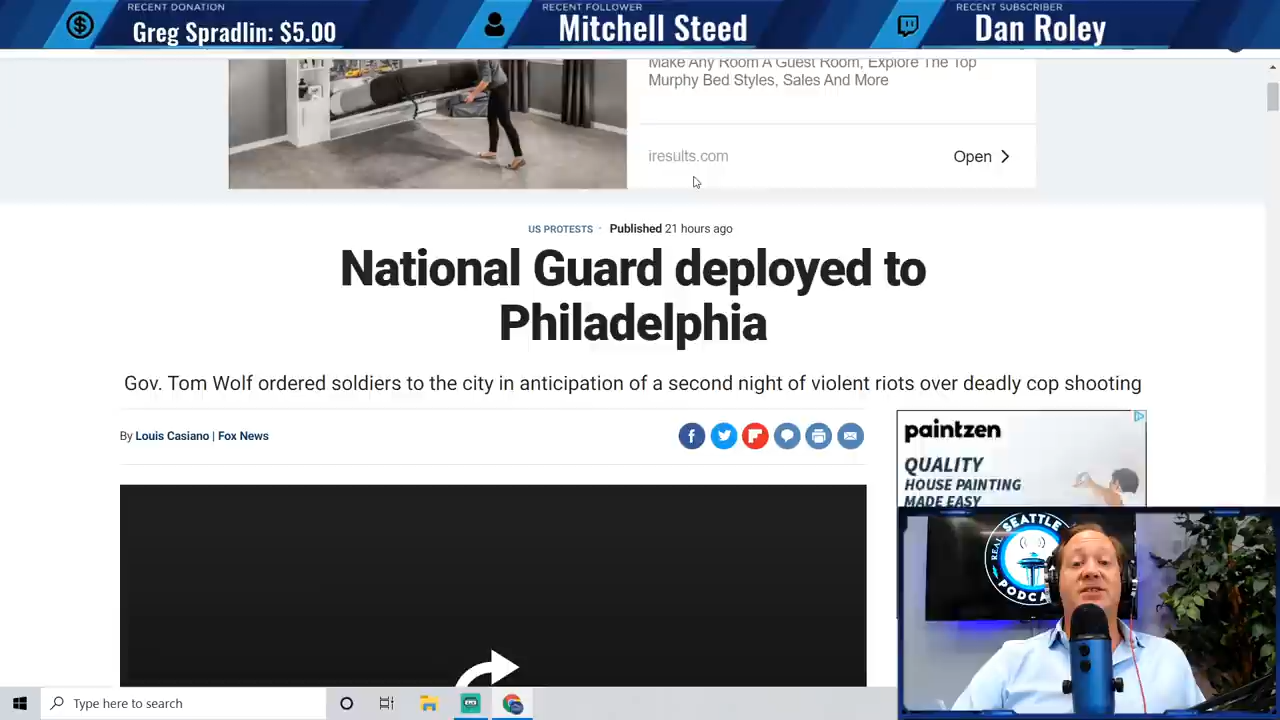 RECENT DONATION
Greg Spradlin: $5.00
RECENT FOLLOWER
Mitchell Steed
RECENT SUBSCRIBER
Dan Roley
Make Any Room A Guest Room, Explore The Top
Murphy Bed Styles, Sales And More
iresults.com
Open
US PROTESTS · Published 21 hours ago
National Guard deployed to
Philadelphia
Gov. Tom Wolf ordered soldiers to the city in anticipation of a second night of violent riots over deadly cop shooting
By Louis Casiano | Fox News
paintzen
QUALITY
HOUSE PAINTING
MADE EASY
REAL
SEATTLE
Type here to search